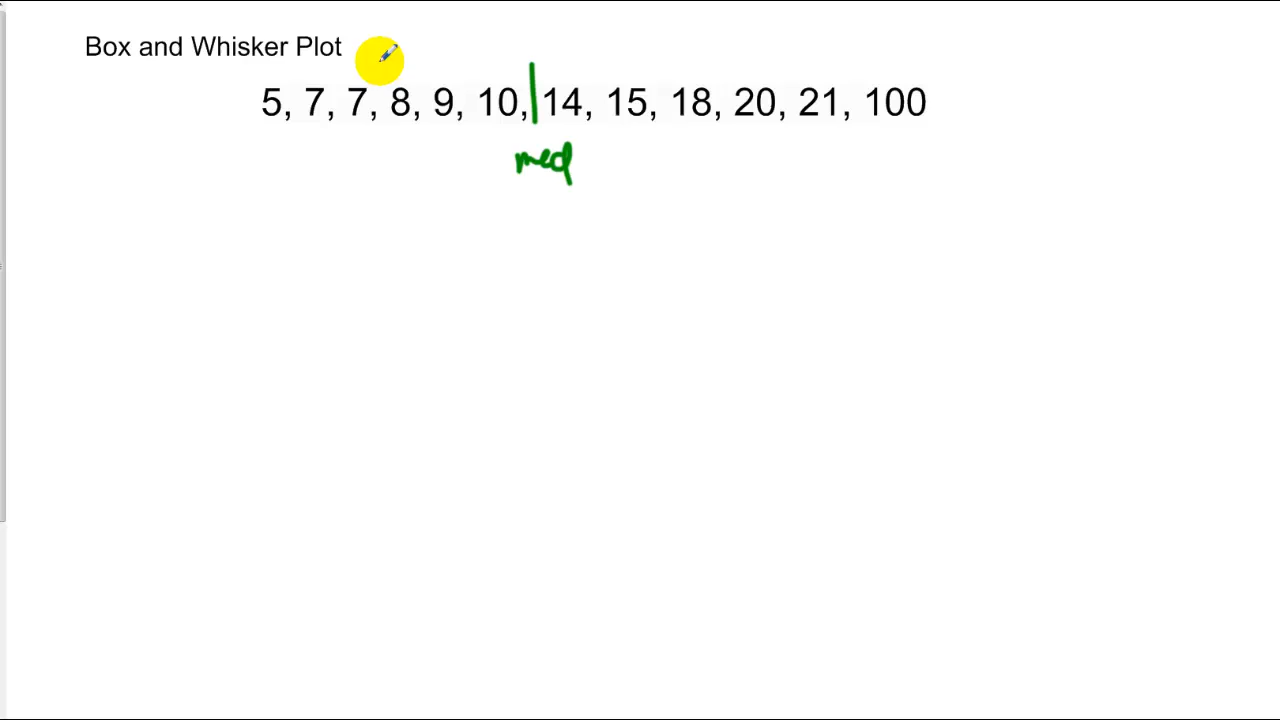 Box and Whisker Plot
5, 7, 7, 8, 9, 10, 14, 15, 18, 20, 21, 100
med